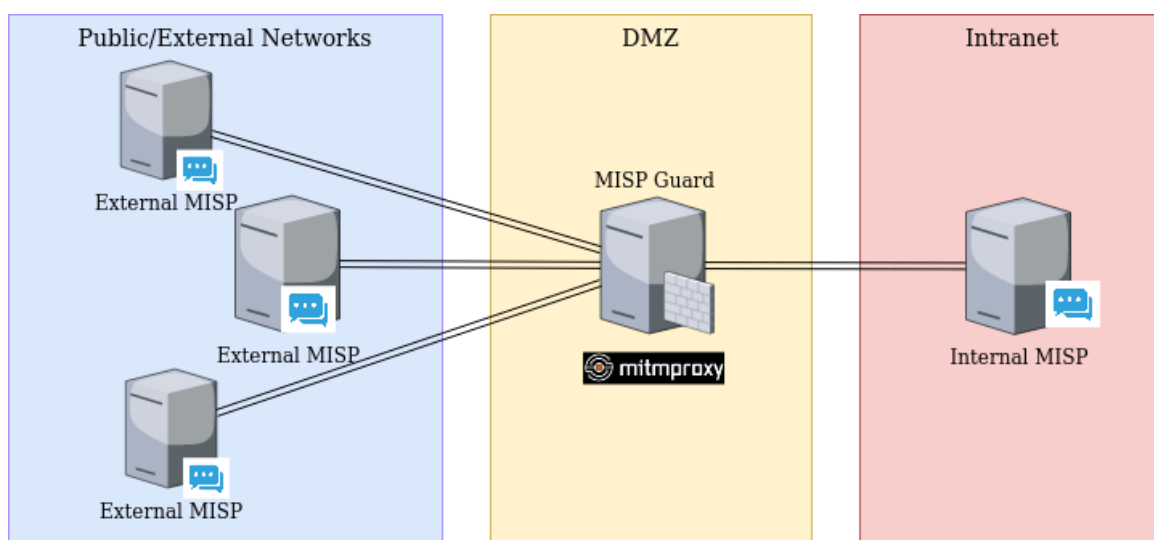 Public/External Networks
DMZ
Intranet
External MISP
MISP Guard
External MISP
Internal MISP
mitmproxy
External MISP